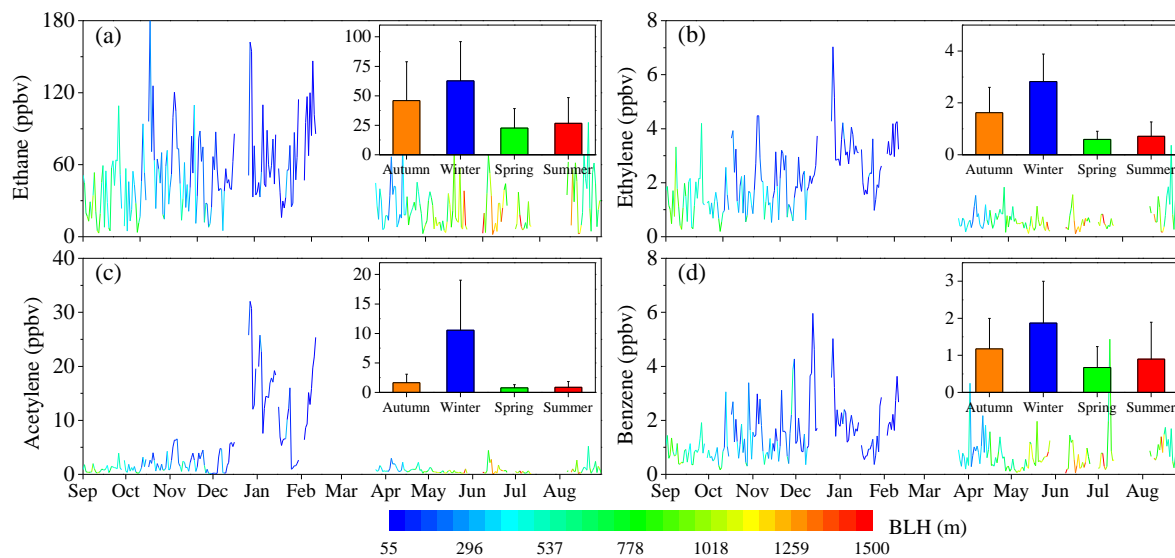 (a)
Ethane (ppbv)
180
120
60
0
100
75
50
25
0
Autumn Winter Spring Summer
(b)
Ethylene (ppbv)
8
6
4
2
0
4
2
0
Autumn Winter Spring Summer
(c)
Acetylene (ppbv)
40
30
20
10
0
20
15
10
5
0
Autumn Winter Spring Summer
Sep Oct Nov Dec Jan Feb Mar Apr May Jun Jul Aug
(d)
Benzene (ppbv)
8
6
4
2
0
3
2
1
0
Autumn Winter Spring Summer
Sep Oct Nov Dec Jan Feb Mar Apr May Jun Jul Aug
BLH (m)
55 296 537 778 1018 1259 1500